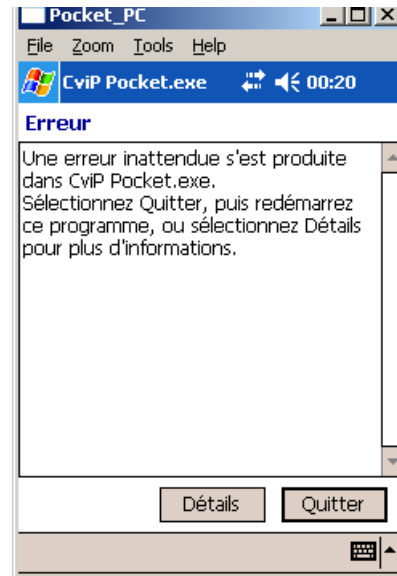 Pocket_PC
File Zoom Tools Help
CviP Pocket.exe 00:20
Erreur
Une erreur inattendue s'est produite
dans CviP Pocket.exe.
Sélectionnez Quitter, puis redémarrez
ce programme, ou sélectionnez Détails
pour plus d'informations.
Détails Quitter